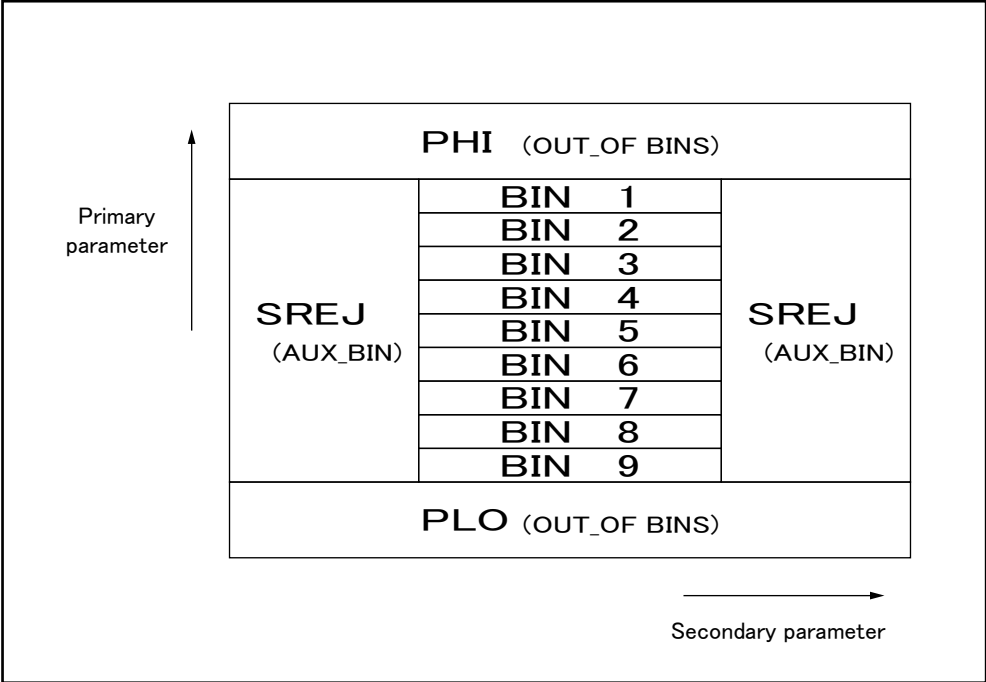 PHI (OUT_OF BINS)
Primary
parameter
BIN 1
BIN 2
BIN 3
BIN 4
BIN 5
BIN 6
BIN 7
BIN 8
BIN 9
SREJ
(AUX_BIN)
SREJ
(AUX_BIN)
PLO (OUT_OF BINS)
Secondary parameter